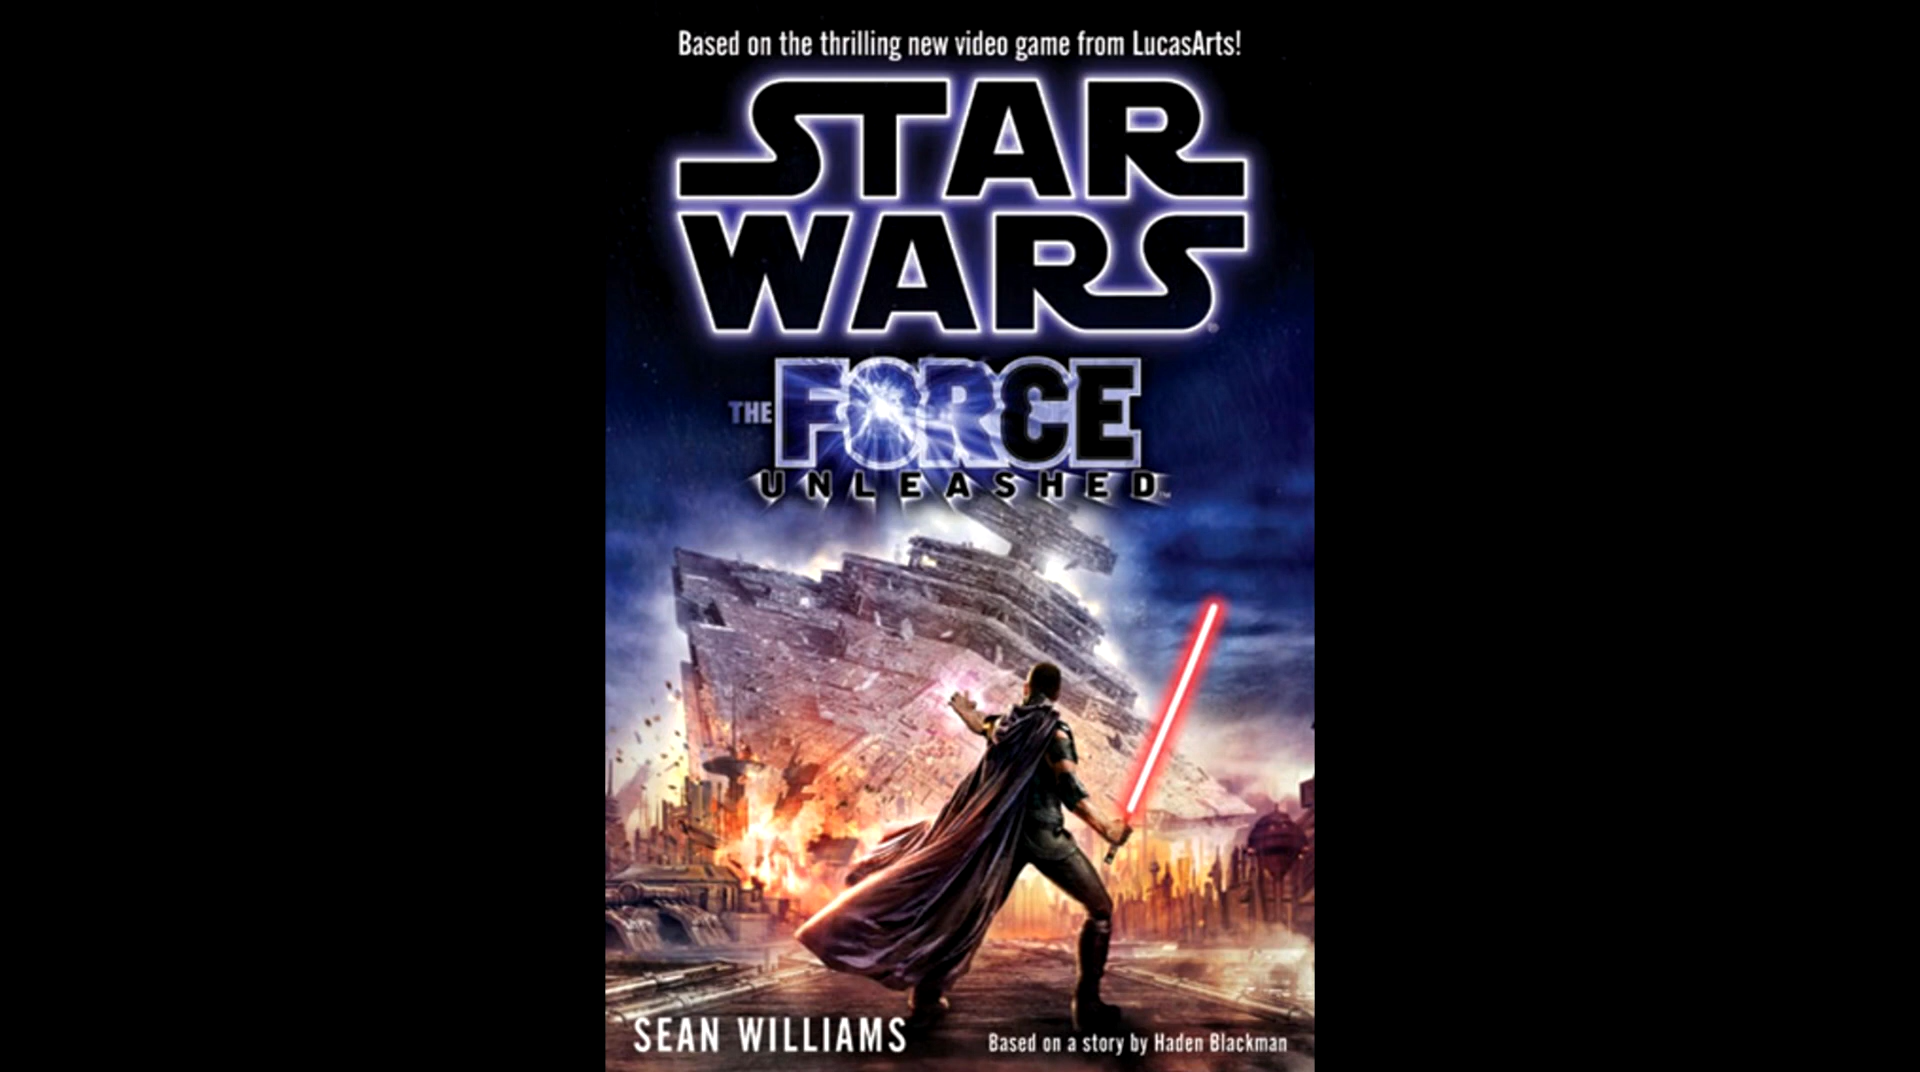 Based on the thrilling new video game from LucasArts!
STAR
WARS
THE FORCE
UNLEASHED™
SEAN WILLIAMS
Based on a story by Haden Blackman